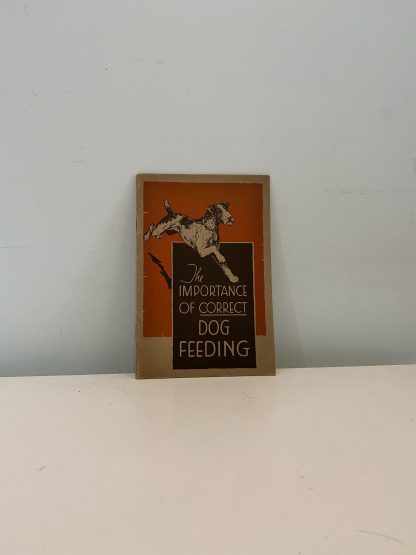 The
IMPORTANCE
OF CORRECT
DOG
FEEDING